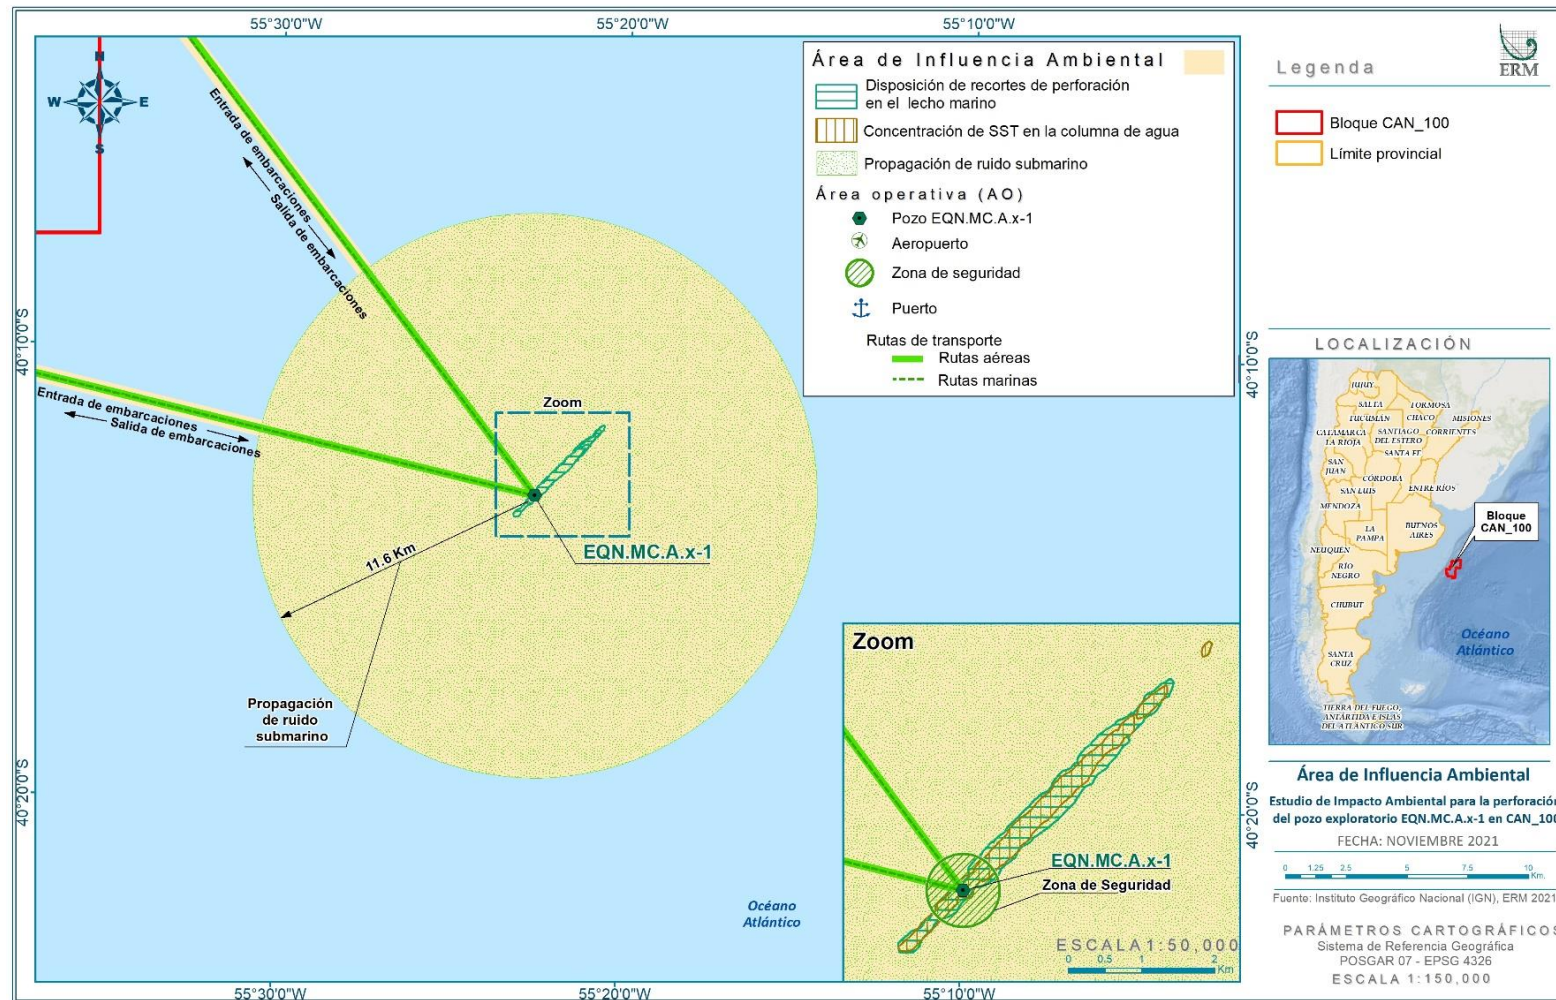 55°30'0"W
55°20'0"W
55°10'0"W
N
W
E
S
Entrada de embarcaciones
Salida de embarcaciones
Entrada de embarcaciones
Salida de embarcaciones
40°10'0"S
40°20'0"S
Zoom
EQN.MC.A.x-1
11.6 Km
Propagación
de ruido
submarino
Océano
Atlántico
Área de Influencia Ambiental
Disposición de recortes de perforación
en el lecho marino
Concentración de SST en la columna de agua
Propagación de ruido submarino
Área operativa (AO)
Pozo EQN.MC.A.x-1
Aeropuerto
Zona de seguridad
Puerto
Rutas de transporte
Rutas aéreas
Rutas marinas
Zoom
EQN.MC.A.x-1
Zona de Seguridad
ESCALA 1:50,000
0 0.5 1 2
Km
40°10'0"S
40°20'0"S
55°30'0"W
55°20'0"W
55°10'0"W
Legenda
ERM
Bloque CAN_100
Límite provincial
LOCALIZACIÓN
JUJUY
SALTA
FORMOSA
TUCUMÁN
CHACO
MISIONES
CATAMARCA
SANTIAGO
DEL ESTERO
CORRIENTES
LA RIOJA
SANTA FE
SAN
JUAN
CÓRDOBA
SAN LUIS
ENTRE RÍOS
MENDOZA
LA
PAMPA
BUENOS
AIRES
NEUQUEN
RÍO
NEGRO
CHUBUT
SANTA
CRUZ
TIERRA DEL FUEGO,
ANTÁRTIDA E ISLAS
DEL ATLÁNTICO SUR
Bloque
CAN_100
Océano
Atlántico
Área de Influencia Ambiental
Estudio de Impacto Ambiental para la perforación
del pozo exploratorio EQN.MC.A.x-1 en CAN_100
FECHA: NOVIEMBRE 2021
0 1.25 2.5 5 7.5 10
Km.
Fuente: Instituto Geográfico Nacional (IGN), ERM 2021
PARÁMETROS CARTOGRÁFICOS
Sistema de Referencia Geográfica
POSGAR 07 - EPSG 4326
ESCALA 1:150,000